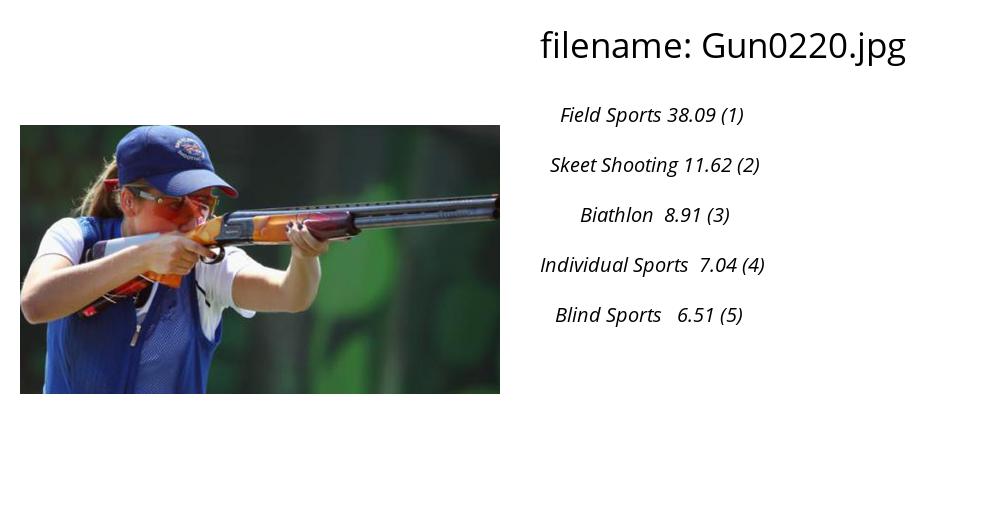 filename: Gun0220.jpg
Field Sports 38.09 (1)
Skeet Shooting 11.62 (2)
Biathlon 8.91 (3)
Individual Sports 7.04 (4)
Blind Sports 6.51 (5)